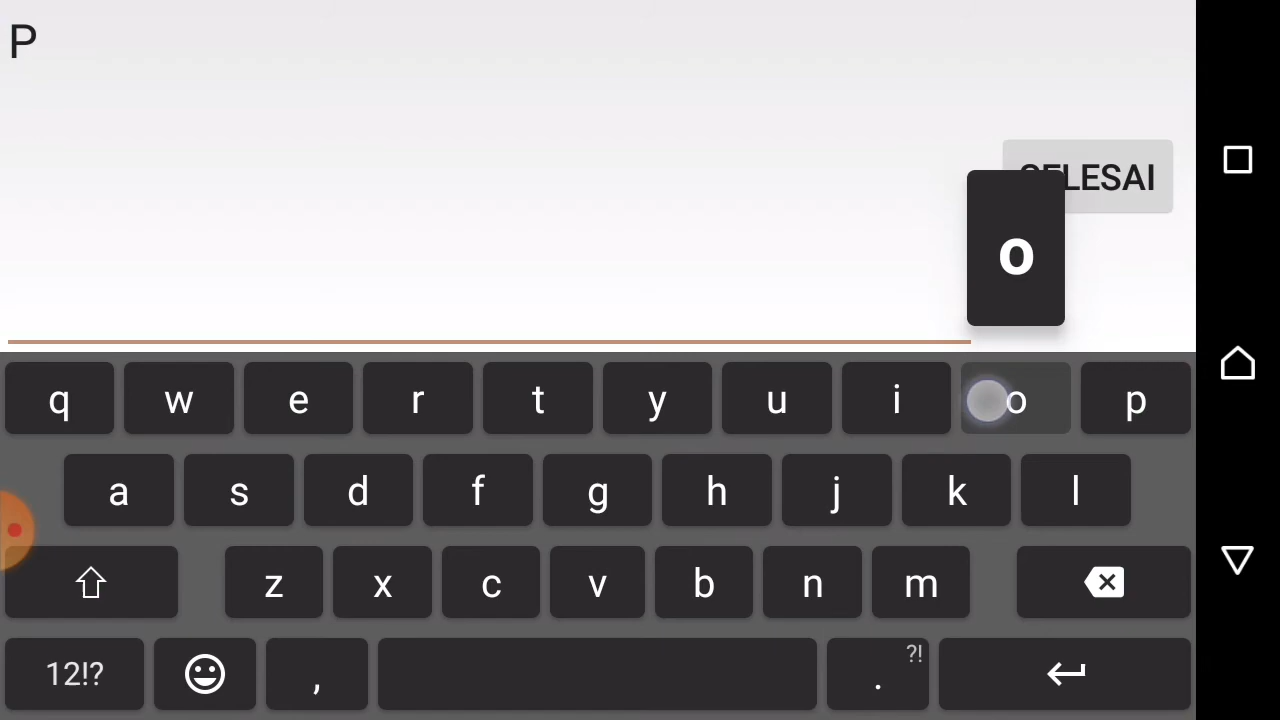 P
SELESAI
o
q w e r t y u i o p
a s d f g h j k l
z x c v b n m
12!? , . ?!